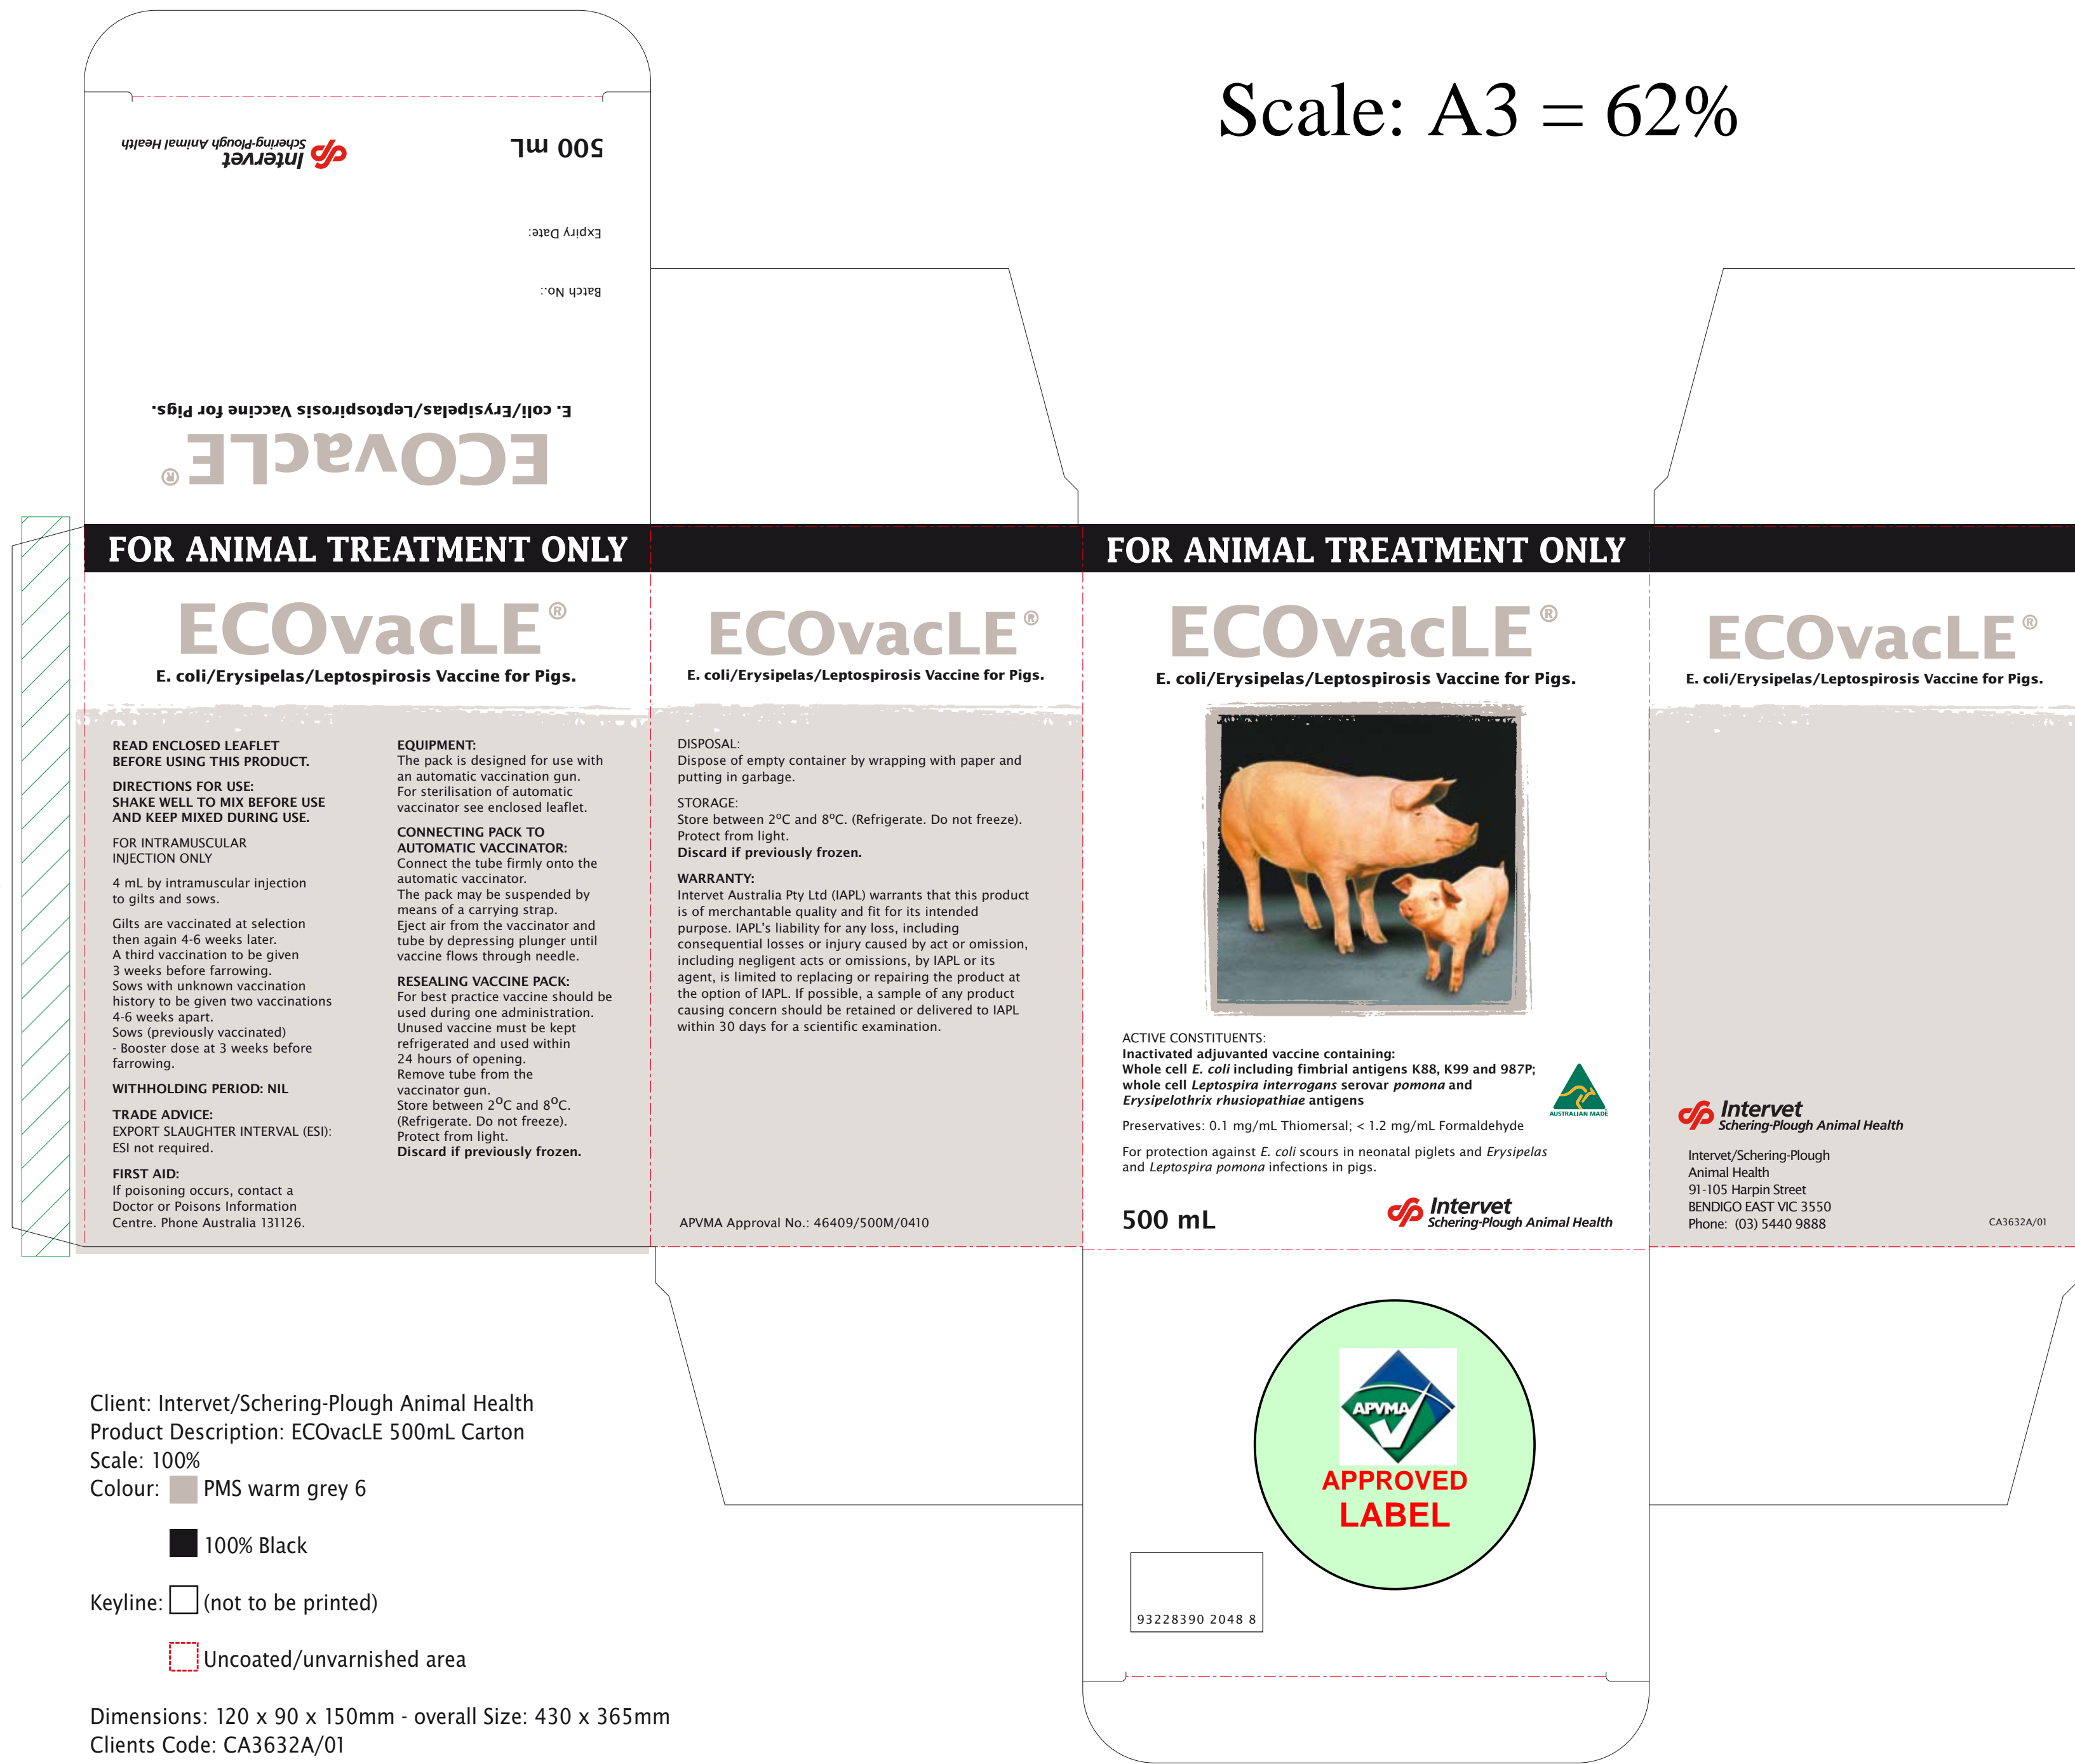 Scale: A3 = 62%
Intervet
Schering-Plough Animal Health
500 mL
Expiry Date:
Batch No.:
E. coli/Erysipelas/Leptospirosis Vaccine for Pigs.
ECOvacLE®
FOR ANIMAL TREATMENT ONLY
ECOvacLE®
E. coli/Erysipelas/Leptospirosis Vaccine for Pigs.
READ ENCLOSED LEAFLET
BEFORE USING THIS PRODUCT.
DIRECTIONS FOR USE:
SHAKE WELL TO MIX BEFORE USE
AND KEEP MIXED DURING USE.
FOR INTRAMUSCULAR
INJECTION ONLY
4 mL by intramuscular injection
to gilts and sows.
Gilts are vaccinated at selection
then again 4-6 weeks later.
A third vaccination to be given
3 weeks before farrowing.
Sows with unknown vaccination
history to be given two vaccinations
4-6 weeks apart.
Sows (previously vaccinated)
- Booster dose at 3 weeks before
farrowing.
WITHHOLDING PERIOD: NIL
TRADE ADVICE:
EXPORT SLAUGHTER INTERVAL (ESI):
ESI not required.
FIRST AID:
If poisoning occurs, contact a
Doctor or Poisons Information
Centre. Phone Australia 131126.
EQUIPMENT:
The pack is designed for use with
an automatic vaccination gun.
For sterilisation of automatic
vaccinator see enclosed leaflet.
CONNECTING PACK TO
AUTOMATIC VACCINATOR:
Connect the tube firmly onto the
automatic vaccinator.
The pack may be suspended by
means of a carrying strap.
Eject air from the vaccinator and
tube by depressing plunger until
vaccine flows through needle.
RESEALING VACCINE PACK:
For best practice vaccine should be
used during one administration.
Unused vaccine must be kept
refrigerated and used within
24 hours of opening.
Remove tube from the
vaccinator gun.
Store between 2ºC and 8ºC.
(Refrigerate. Do not freeze).
Protect from light.
Discard if previously frozen.
ECOvacLE®
E. coli/Erysipelas/Leptospirosis Vaccine for Pigs.
DISPOSAL:
Dispose of empty container by wrapping with paper and
putting in garbage.
STORAGE:
Store between 2ºC and 8ºC. (Refrigerate. Do not freeze).
Protect from light.
Discard if previously frozen.
WARRANTY:
Intervet Australia Pty Ltd (IAPL) warrants that this product
is of merchantable quality and fit for its intended
purpose. IAPL's liability for any loss, including
consequential losses or injury caused by act or omission,
including negligent acts or omissions, by IAPL or its
agent, is limited to replacing or repairing the product at
the option of IAPL. If possible, a sample of any product
causing concern should be retained or delivered to IAPL
within 30 days for a scientific examination.
APVMA Approval No.: 46409/500M/0410
FOR ANIMAL TREATMENT ONLY
ECOvacLE®
E. coli/Erysipelas/Leptospirosis Vaccine for Pigs.
ACTIVE CONSTITUENTS:
Inactivated adjuvanted vaccine containing:
Whole cell E. coli including fimbrial antigens K88, K99 and 987P;
whole cell Leptospira interrogans serovar pomona and
Erysipelothrix rhusiopathiae antigens
AUSTRALIAN MADE
Preservatives: 0.1 mg/mL Thiomersal; < 1.2 mg/mL Formaldehyde
For protection against E. coli scours in neonatal piglets and Erysipelas
and Leptospira pomona infections in pigs.
500 mL
Intervet
Schering-Plough Animal Health
ECOvacLE®
E. coli/Erysipelas/Leptospirosis Vaccine for Pigs.
Intervet
Schering-Plough Animal Health
Intervet/Schering-Plough
Animal Health
91-105 Harpin Street
BENDIGO EAST VIC 3550
Phone: (03) 5440 9888
CA3632A/01
APVMA
APPROVED
LABEL
93228390 2048 8
Client: Intervet/Schering-Plough Animal Health
Product Description: ECOvacLE 500mL Carton
Scale: 100%
Colour: PMS warm grey 6
100% Black
Keyline: (not to be printed)
Uncoated/unvarnished area
Dimensions: 120 x 90 x 150mm - overall Size: 430 x 365mm
Clients Code: CA3632A/01